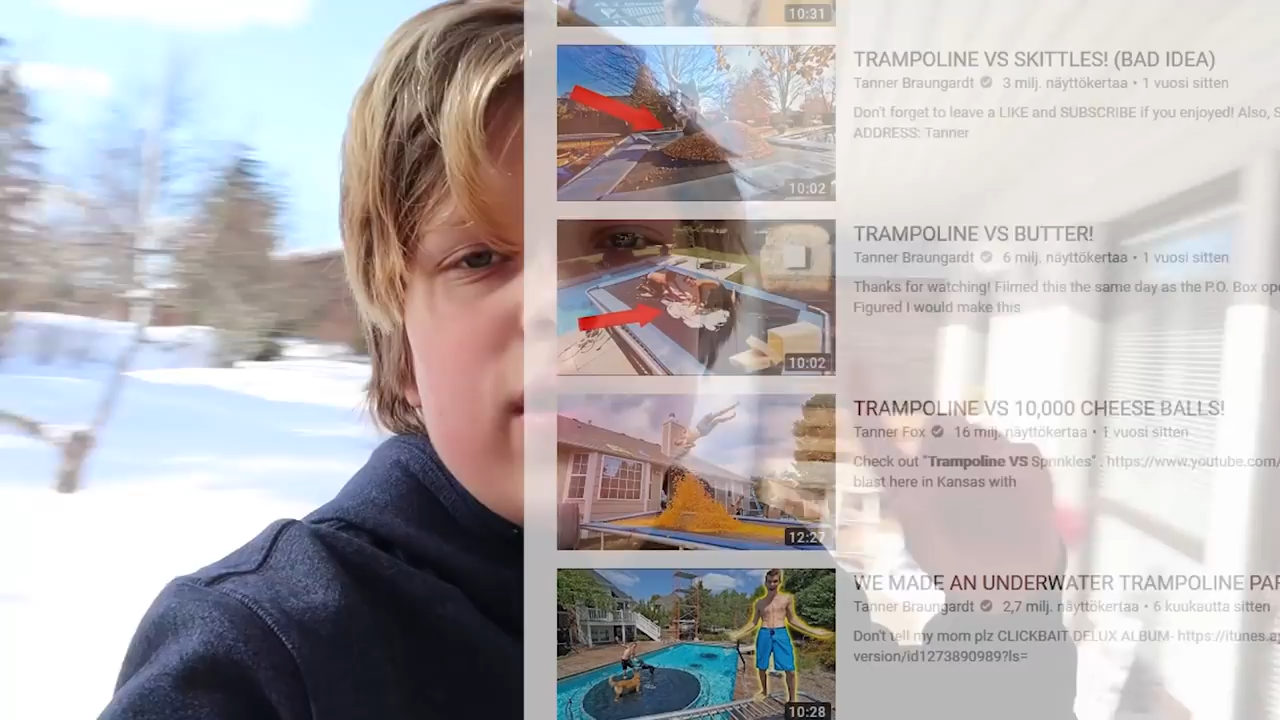 10:31
TRAMPOLINE VS SKITTLES! (BAD IDEA)
Tanner Braungardt 3 milj. näyttökertaa • 1 vuosi sitten
Don't forget to leave a LIKE and SUBSCRIBE if you enjoyed! Also, S
ADDRESS: Tanner
10:02
TRAMPOLINE VS BUTTER!
Tanner Braungardt 6 milj. näyttökertaa • 1 vuosi sitten
Thanks for watching! Filmed this the same day as the P.O. Box ope
Figured I would make this
10:02
TRAMPOLINE VS 10,000 CHEESE BALLS!
Tanner Fox 16 milj. näyttökertaa • 1 vuosi sitten
Check out "Trampoline VS Sprinkles" . https://www.youtube.com/
blast here in Kansas with
12:27
WE MADE AN UNDERWATER TRAMPOLINE PAR
Tanner Braungardt 2,7 milj. näyttökertaa • 6 kuukautta sitten
Don't tell my mom plz CLICKBAIT DELUX ALBUM- https://itunes.a
version/id1273890989?ls=
10:28